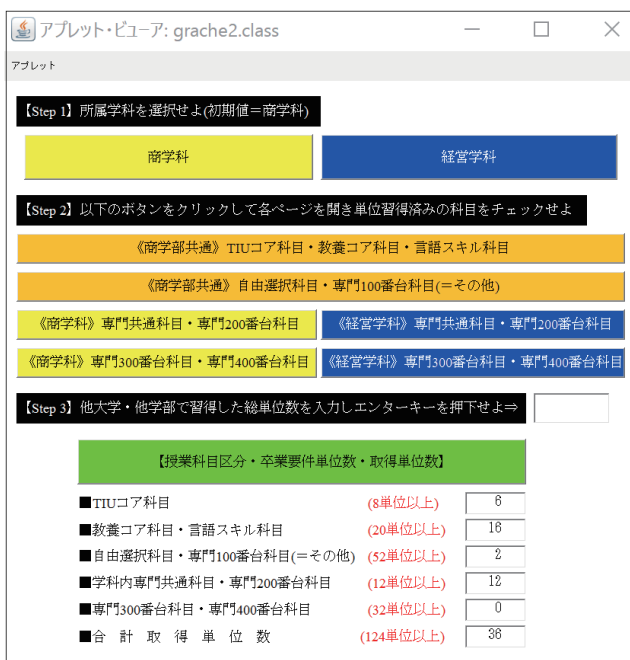 アプレット・ビューア: grache2.class
アプレット
【Step 1】所属学科を選択せよ(初期値＝商学科)
商学科 経営学科
【Step 2】以下のボタンをクリックして各ページを開き単位習得済みの科目をチェックせよ
《商学部共通》TIUコア科目・教養コア科目・言語スキル科目
《商学部共通》自由選択科目・専門100番台科目(＝その他)
《商学科》専門共通科目・専門200番台科目 《経営学科》専門共通科目・専門200番台科目
《商学科》専門300番台科目・専門400番台科目 《経営学科》専門300番台科目・専門400番台科目
【Step 3】他大学・他学部で習得した総単位数を入力しエンターキーを押下せよ⇒
【授業科目区分・卒業要件単位数・取得単位数】
■TIUコア科目 (8単位以上) 6
■教養コア科目・言語スキル科目 (20単位以上) 16
■自由選択科目・専門100番台科目(＝その他) (52単位以上) 2
■学科内専門共通科目・専門200番台科目 (12単位以上) 12
■専門300番台科目・専門400番台科目 (32単位以上) 0
■合 計 取 得 単 位 数 (124単位以上) 36